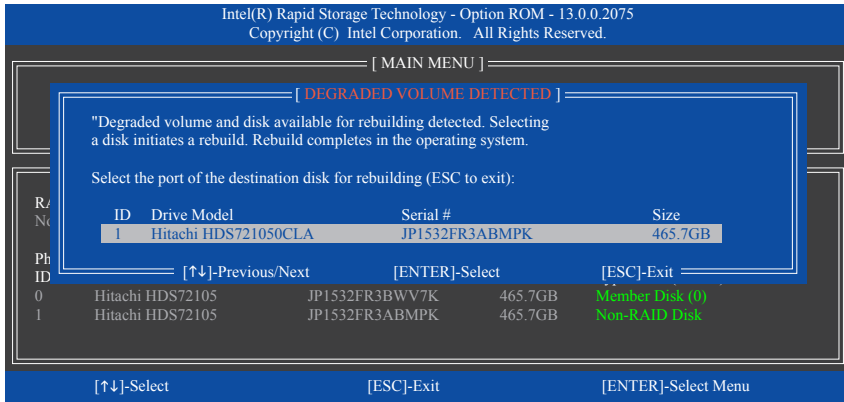 Intel(R) Rapid Storage Technology - Option ROM - 13.0.0.2075
Copyright (C) Intel Corporation. All Rights Reserved.
[ MAIN MENU ]
[ DEGRADED VOLUME DETECTED ]
"Degraded volume and disk available for rebuilding detected. Selecting
a disk initiates a rebuild. Rebuild completes in the operating system.
Select the port of the destination disk for rebuilding (ESC to exit):
ID Drive Model Serial # Size
1 Hitachi HDS721050CLA JP1532FR3ABMPK 465.7GB
[↑↓]-Previous/Next [ENTER]-Select [ESC]-Exit
ID
0 Hitachi HDS72105 JP1532FR3BWV7K 465.7GB Member Disk (0)
1 Hitachi HDS72105 JP1532FR3ABMPK 465.7GB Non-RAID Disk
[↑↓]-Select [ESC]-Exit [ENTER]-Select Menu